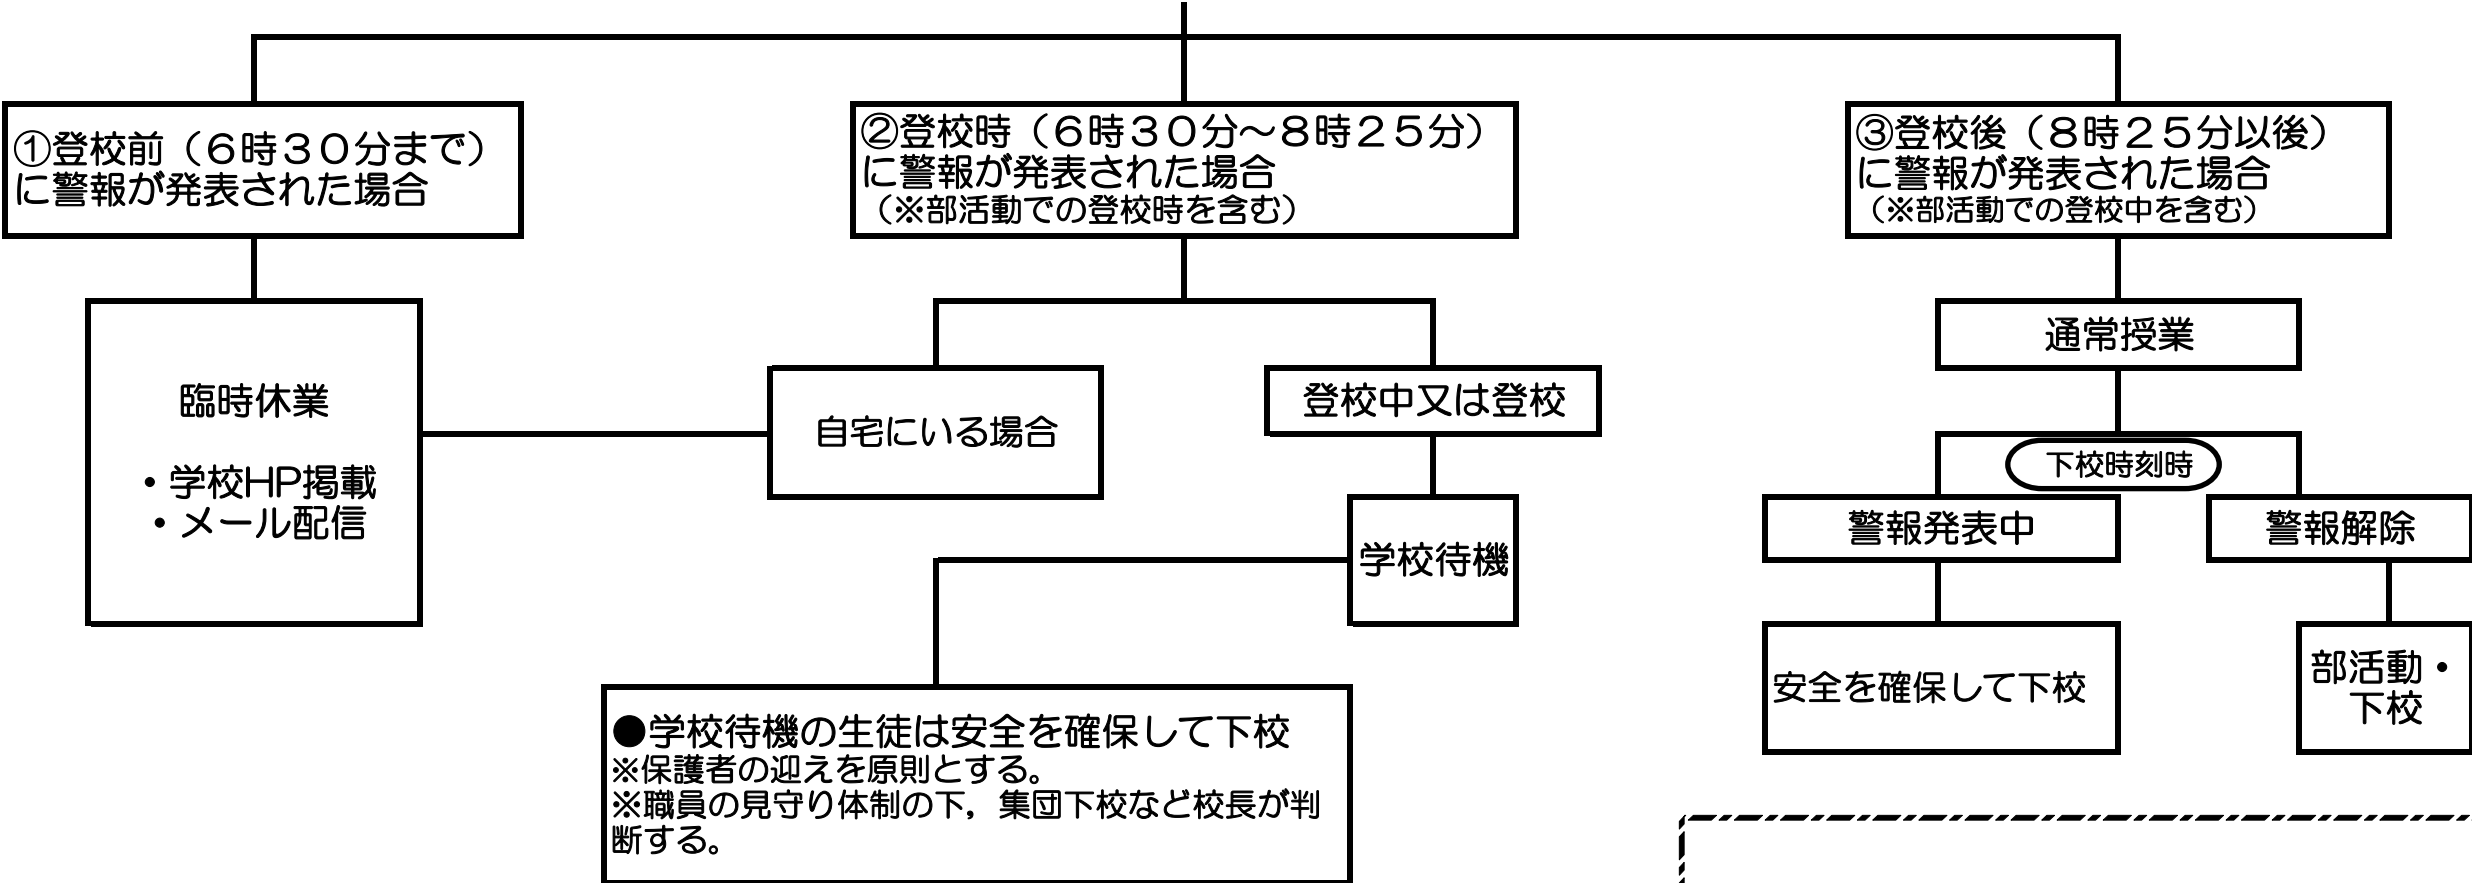 ①登校前（６時３０分まで）
に警報が発表された場合
②登校時（６時３０分～８時２５分）
に警報が発表された場合
（※部活動での登校時を含む）
③登校後（８時２５分以後）
に警報が発表された場合
（※部活動での登校中を含む）
臨時休業
・学校HP掲載
・メール配信
自宅にいる場合
登校中又は登校
学校待機
●学校待機の生徒は安全を確保して下校
※保護者の迎えを原則とする。
※職員の見守り体制の下，集団下校など校長が判
断する。
通常授業
下校時刻時
警報発表中
警報解除
安全を確保して下校
部活動・
下校